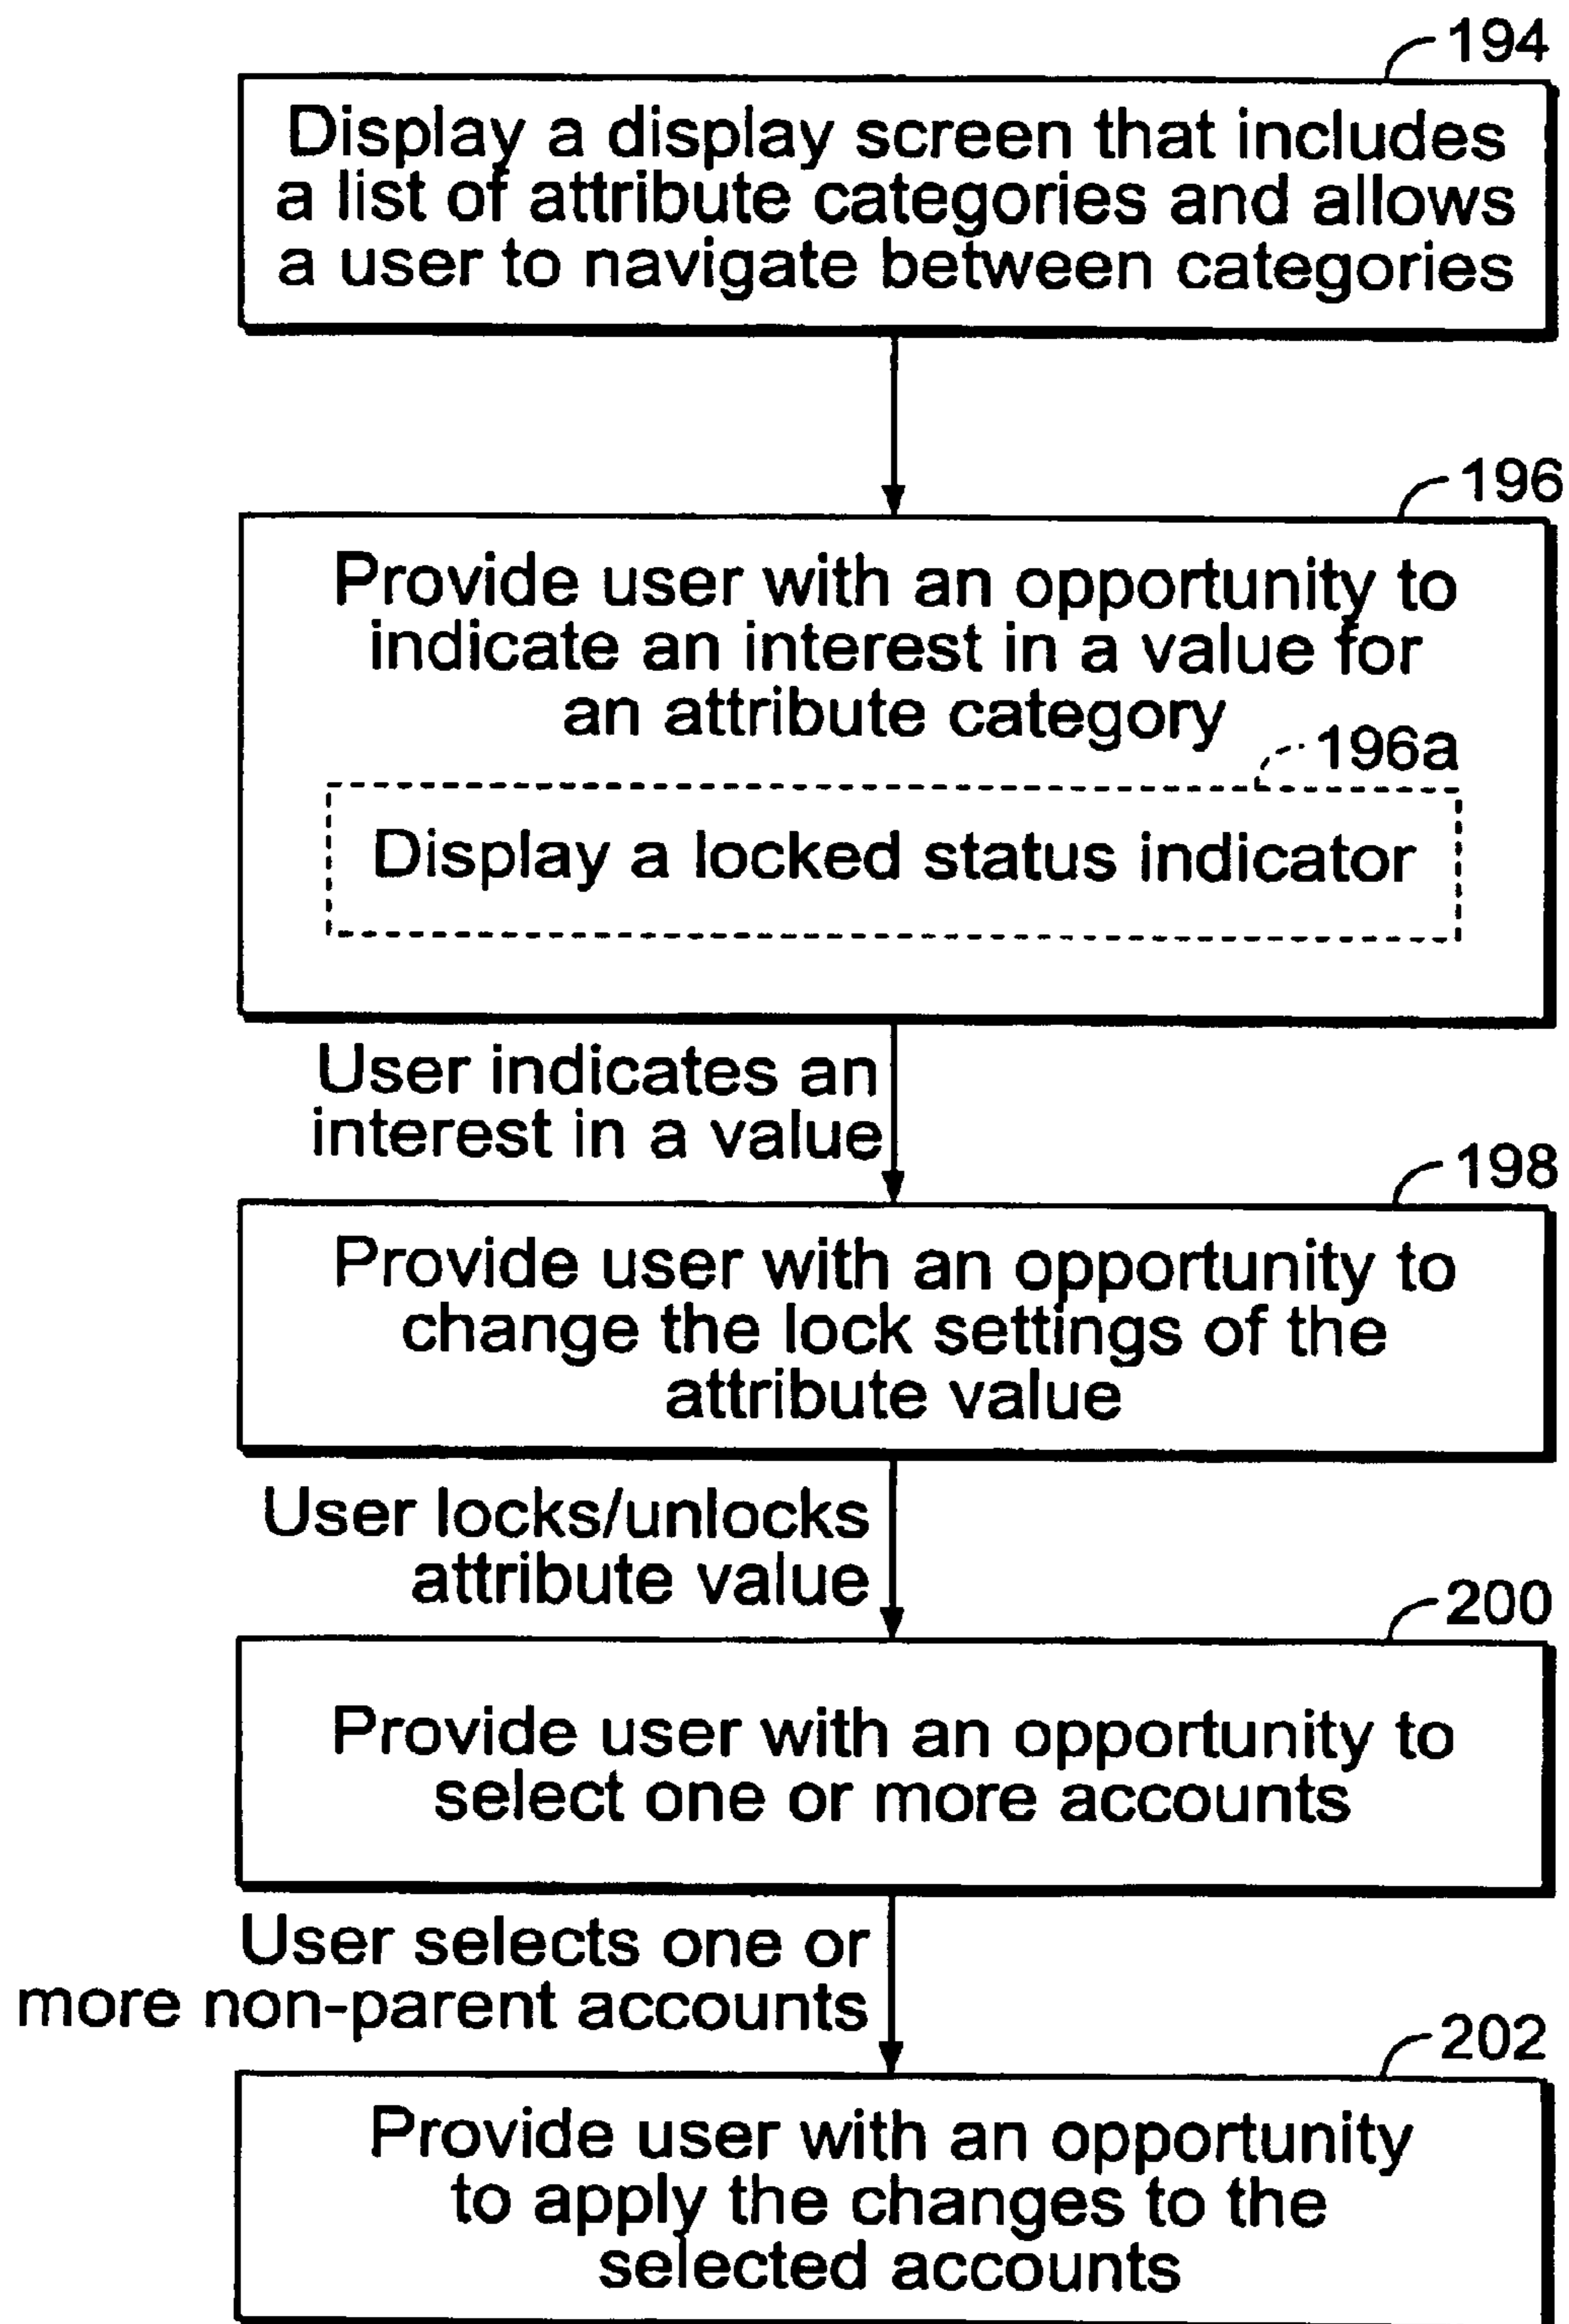 194
Display a display screen that includes
a list of attribute categories and allows
a user to navigate between categories
196
Provide user with an opportunity to
indicate an interest in a value for
an attribute category
196a
Display a locked status indicator
User indicates an
interest in a value
198
Provide user with an opportunity to
change the lock settings of the
attribute value
User locks/unlocks
attribute value
200
Provide user with an opportunity to
select one or more accounts
User selects one or
more non-parent accounts
202
Provide user with an opportunity
to apply the changes to the
selected accounts